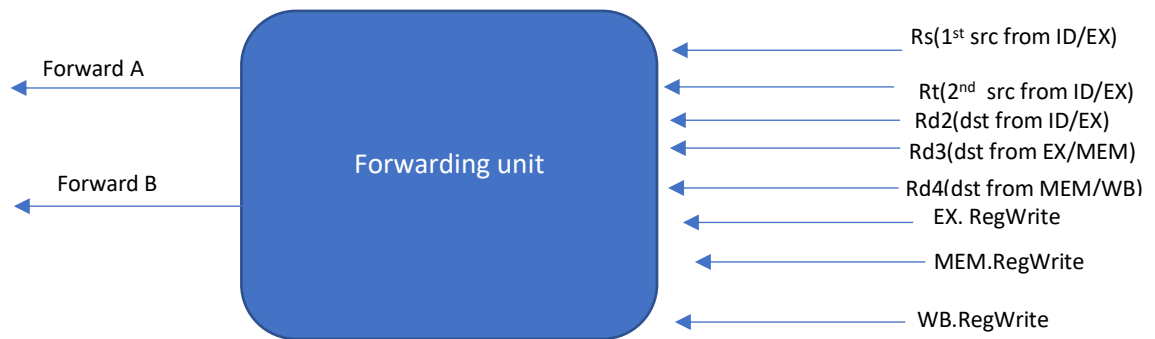 Rs(1st src from ID/EX)
Forward A
Rt(2nd src from ID/EX)
Rd2(dst from ID/EX)
Rd3(dst from EX/MEM)
Forwarding unit
Forward B
Rd4(dst from MEM/WB)
EX. RegWrite
MEM.RegWrite
WB.RegWrite